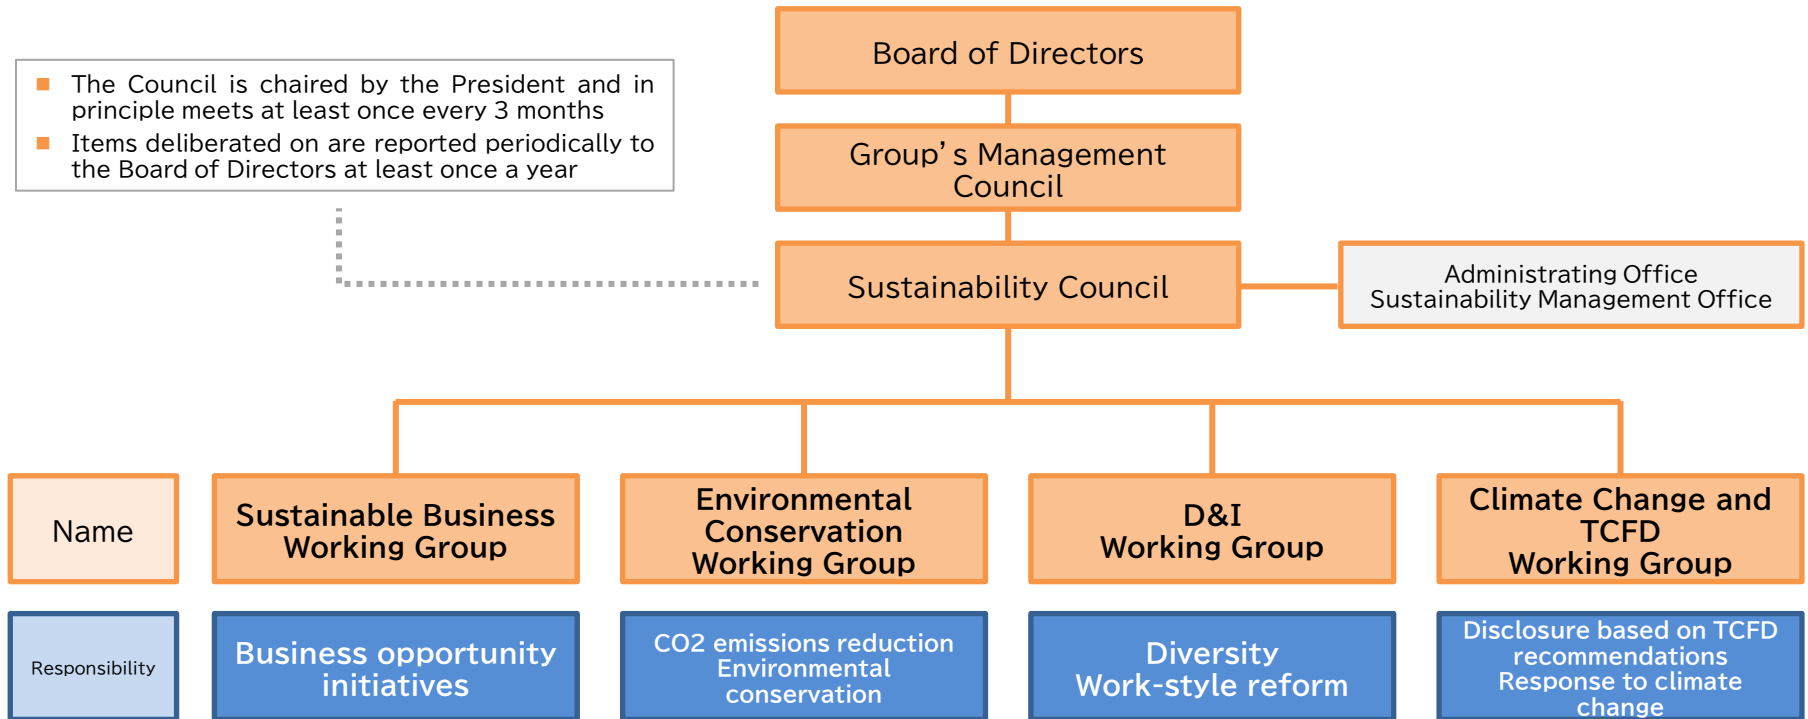 Board of Directors
■ The Council is chaired by the President and in
principle meets at least once every 3 months
■ Items deliberated on are reported periodically to
the Board of Directors at least once a year
Group's Management
Council
Sustainability Council
Administrating Office
Sustainability Management Office
Name
Sustainable Business
Working Group
Environmental
Conservation
Working Group
D&I
Working Group
Climate Change and
TCFD
Working Group
Responsibility
Business opportunity
initiatives
CO2 emissions reduction
Environmental
conservation
Diversity
Work-style reform
Disclosure based on TCFD
recommendations
Response to climate
change